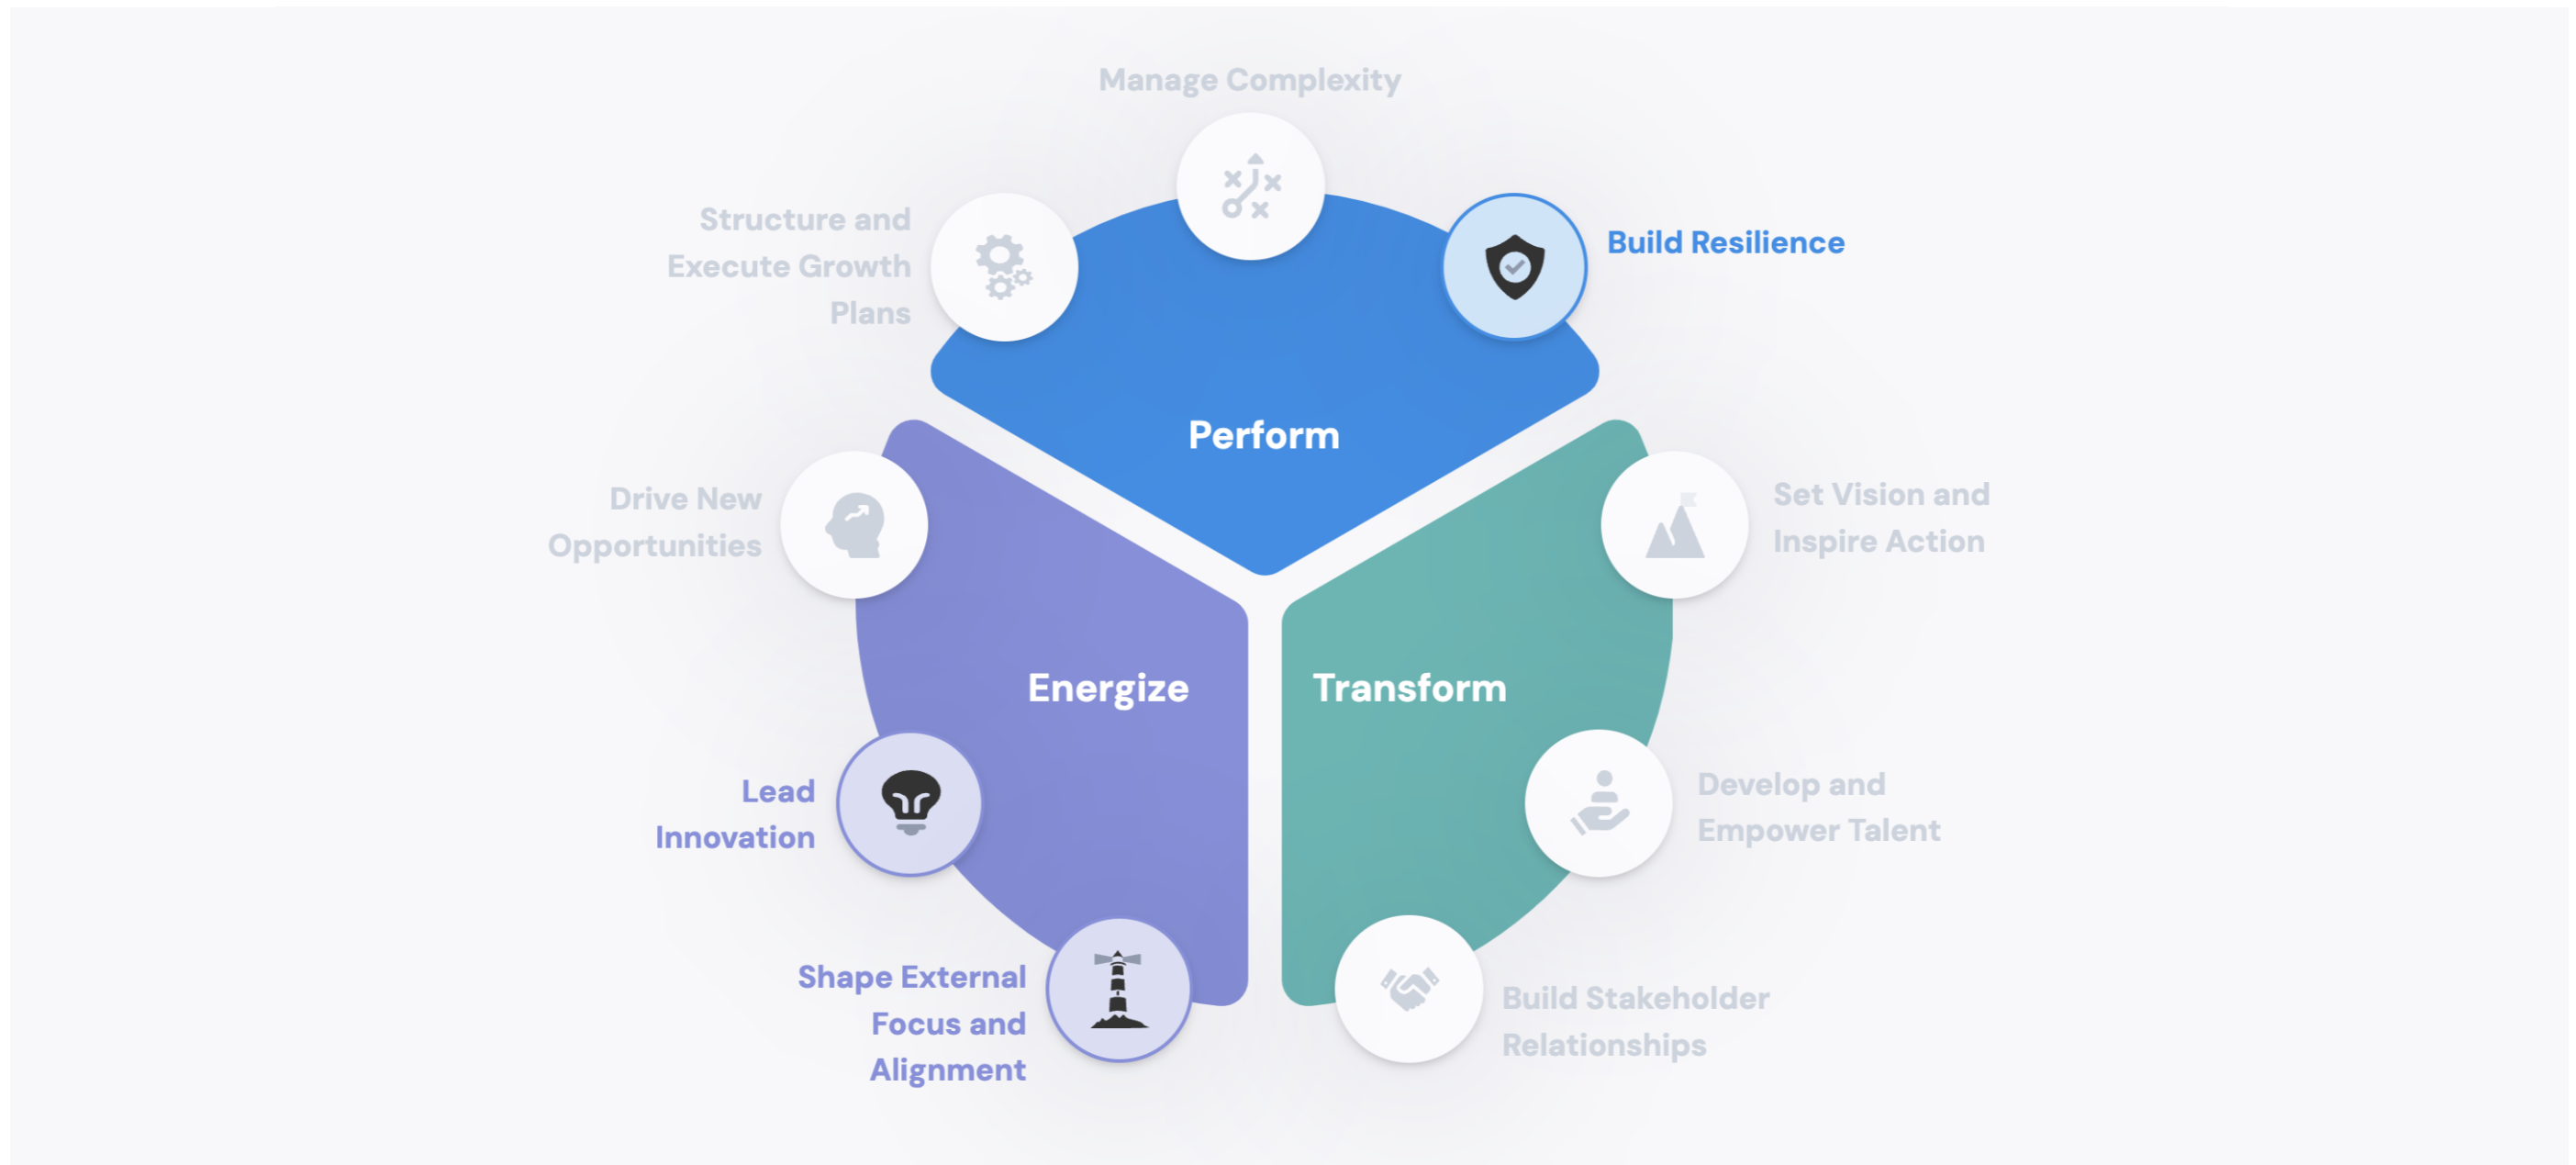 Manage Complexity
Structure and
Execute Growth
Plans
Build Resilience
Perform
Drive New
Opportunities
Set Vision and
Inspire Action
Energize
Transform
Lead
Innovation
Develop and
Empower Talent
Shape External
Focus and
Alignment
Build Stakeholder
Relationships